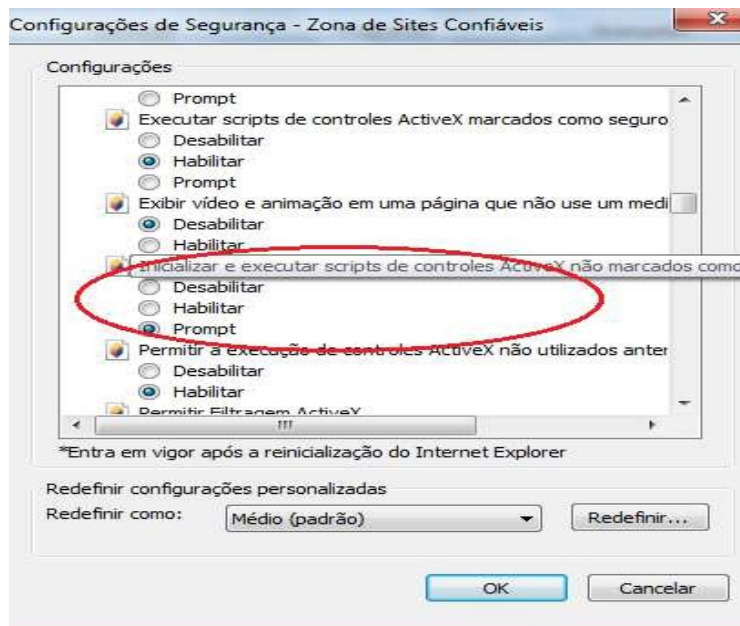 Configurações de Segurança - Zona de Sites Confiáveis
Configurações
Prompt
Executar scripts de controles ActiveX marcados como seguro
Desabilitar
Habilitar
Prompt
Exibir vídeo e animação em uma página que não use um medi
Desabilitar
Habilitar
Inicializar e executar scripts de controles ActiveX não marcados como
Desabilitar
Habilitar
Prompt
Permitir a execução de controles ActiveX não utilizados anter
Desabilitar
Habilitar
Permitir Filtragem ActiveX
*Entra em vigor após a reinicialização do Internet Explorer
Redefinir configurações personalizadas
Redefinir como:
Médio (padrão)
Redefinir...
OK
Cancelar